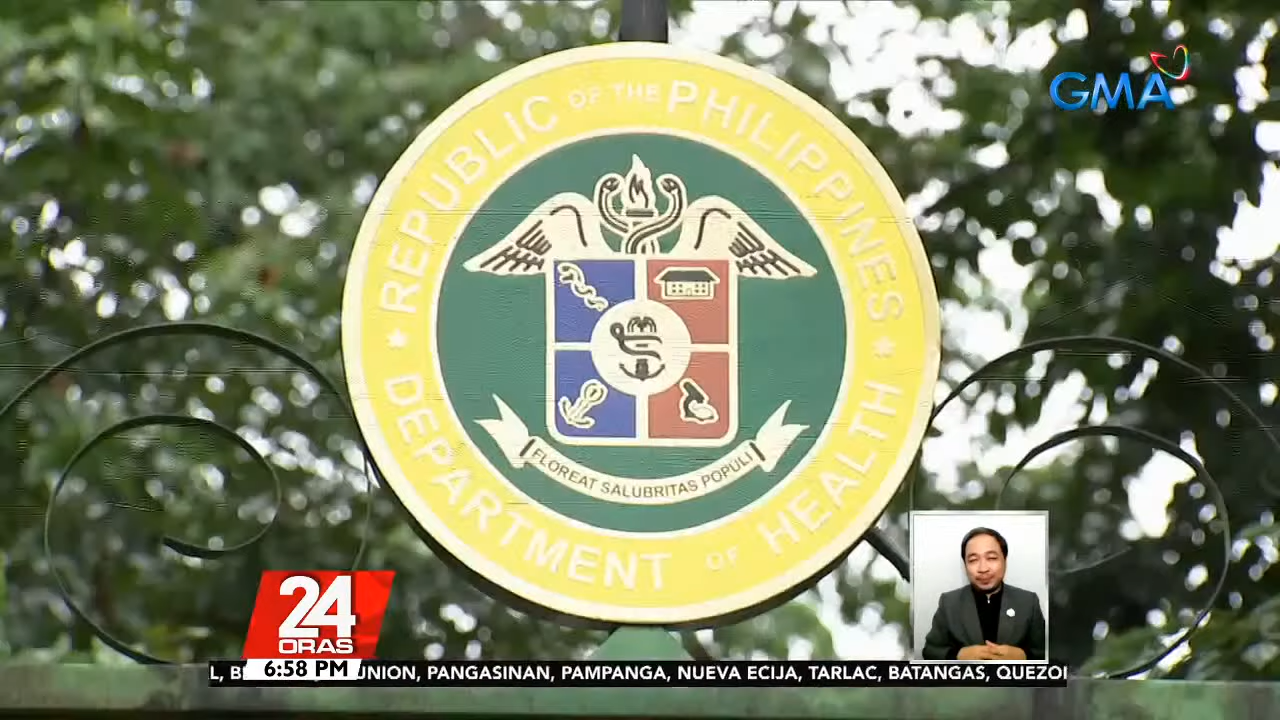 GMA
REPUBLIC OF THE PHILIPPINES
DEPARTMENT OF HEALTH
FLOREAT SALUBRITAS POPULI
24
ORAS
6:58 PM
UNION, PANGASINAN, PAMPANGA, NUEVA ECIJA, TARLAC, BATANGAS,